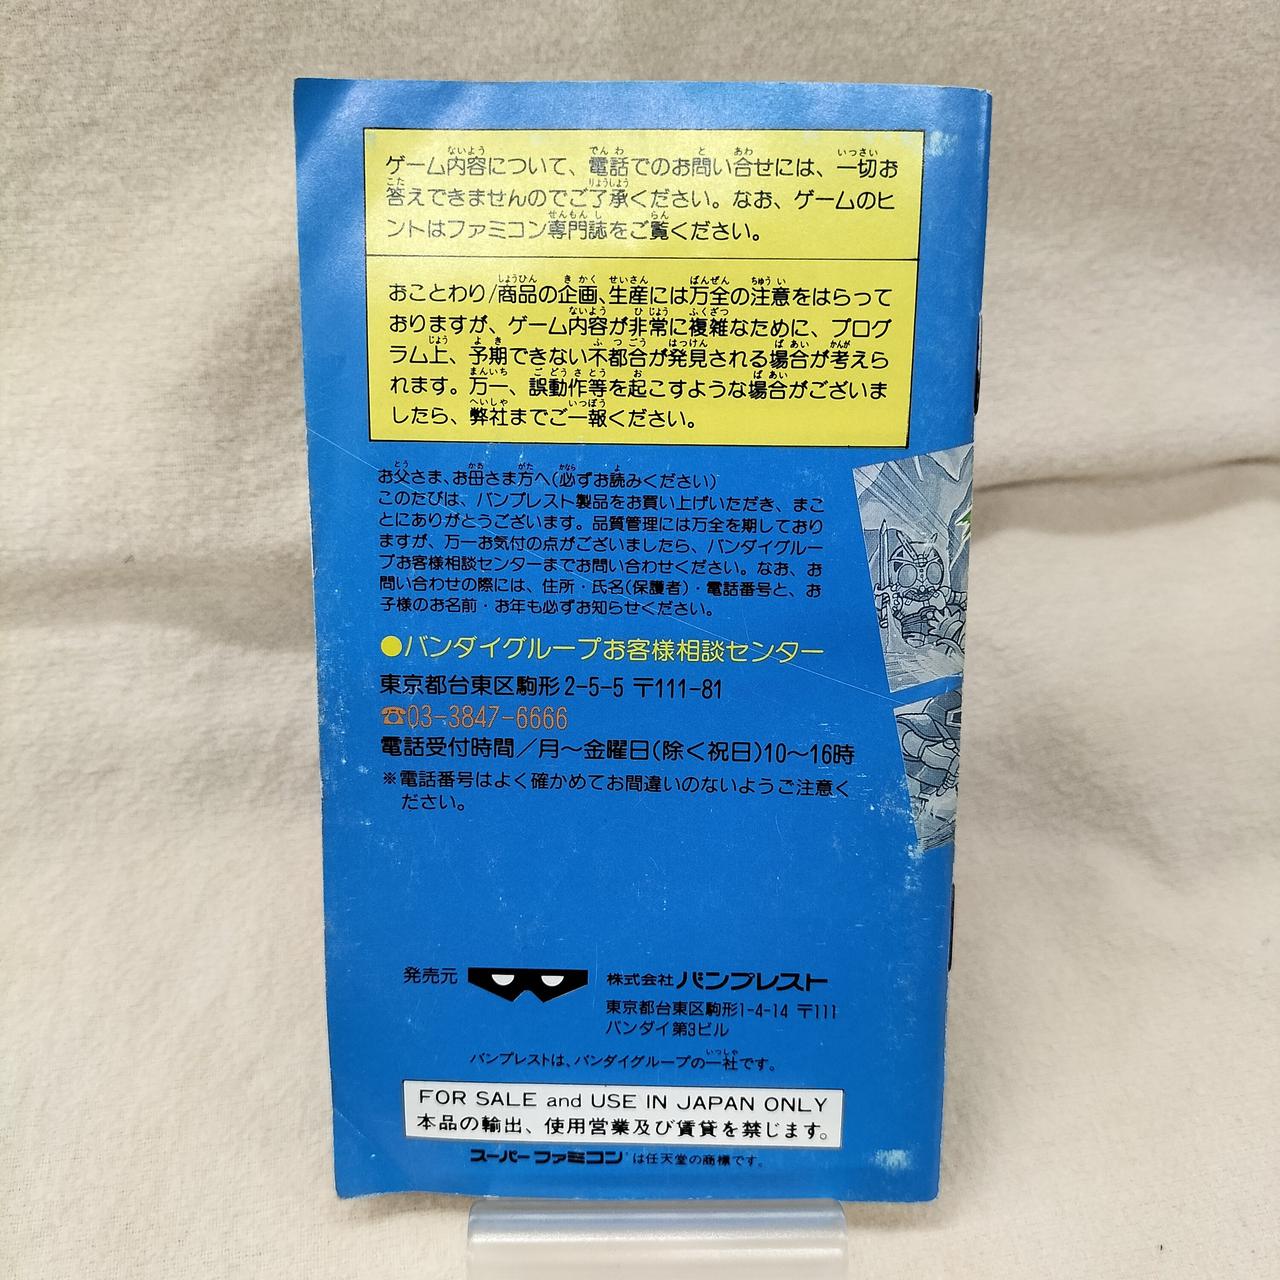 ゲーム内容について、電話でのお問い合せには、一切お
答えできませんのでご了承ください。なお、ゲームのヒ
ントはファミコン専門誌をご覧ください。
おことわり/商品の企画、生産には万全の注意をはらって
おりますが、ゲーム内容が非常に複雑なために、プログ
ラム上、予期できない不都合が発見される場合が考えら
れます。万一、誤動作等を起こすような場合がございま
したら、弊社までご一報ください。
お父さま、お母さま方へ(必ずお読みください)
このたびは、バンプレスト製品をお買い上げいただき、まこ
とにありがとうございます。品質管理には万全を期しており
ますが、万一お気付の点がございましたら、バンダイグルー
プお客様相談センターまでお問い合わせください。なお、お
問い合わせの際には、住所・氏名(保護者)・電話番号と、お
子様のお名前・お年も必ずお知らせください。
●バンダイグループお客様相談センター
東京都台東区駒形2-5-5 〒111-81
☎03-3847-6666
電話受付時間／月〜金曜日(除く祝日)10〜16時
※電話番号はよく確かめてお間違いのないようご注意く
ださい。
発売元 株式会社 バンプレスト
東京都台東区駒形1-4-14 〒111
バンダイ第3ビル
バンプレストは、バンダイグループの一社です。
FOR SALE and USE IN JAPAN ONLY
本品の輸出、使用営業及び賃貸を禁じます。
スーパーファミコンは任天堂の商標です。